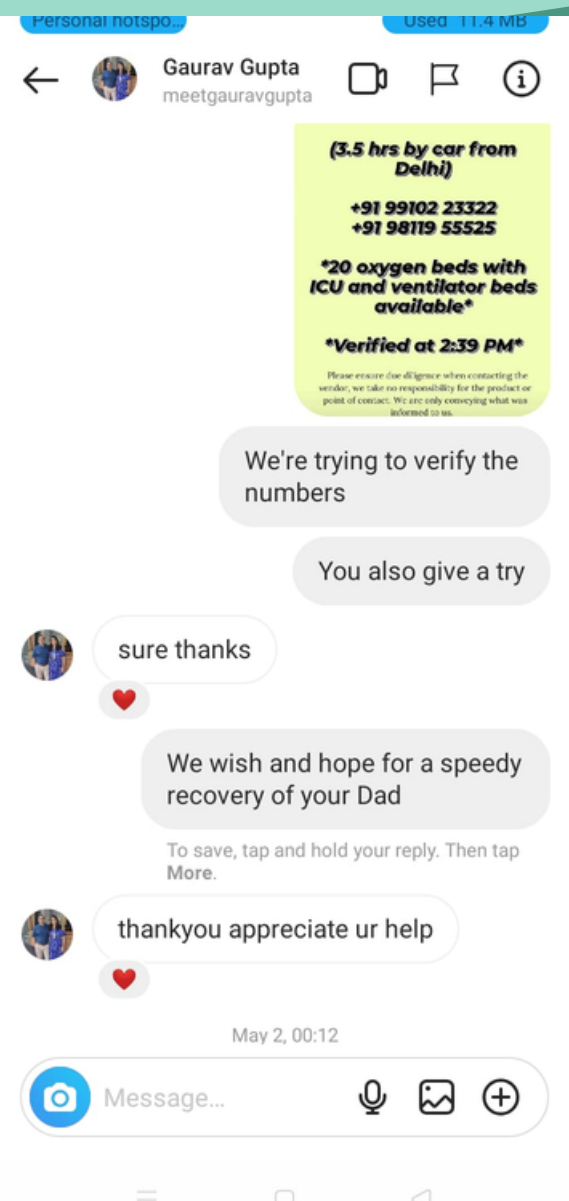 Personal hotspo...
Used 11.4 MB
Gaurav Gupta
meetgauravgupta
(3.5 hrs by car from
Delhi)
+91 99102 23322
+91 98119 55525
*20 oxygen beds with
ICU and ventilator beds
available*
*Verified at 2:39 PM*
Please ensure due diligence when contacting the
vendor, we take no responsibility for the product or
point of contact. We are only conveying what was
informed to us.
We're trying to verify the
numbers
You also give a try
sure thanks
We wish and hope for a speedy
recovery of your Dad
To save, tap and hold your reply. Then tap
More.
thankyou appreciate ur help
May 2, 00:12
Message...